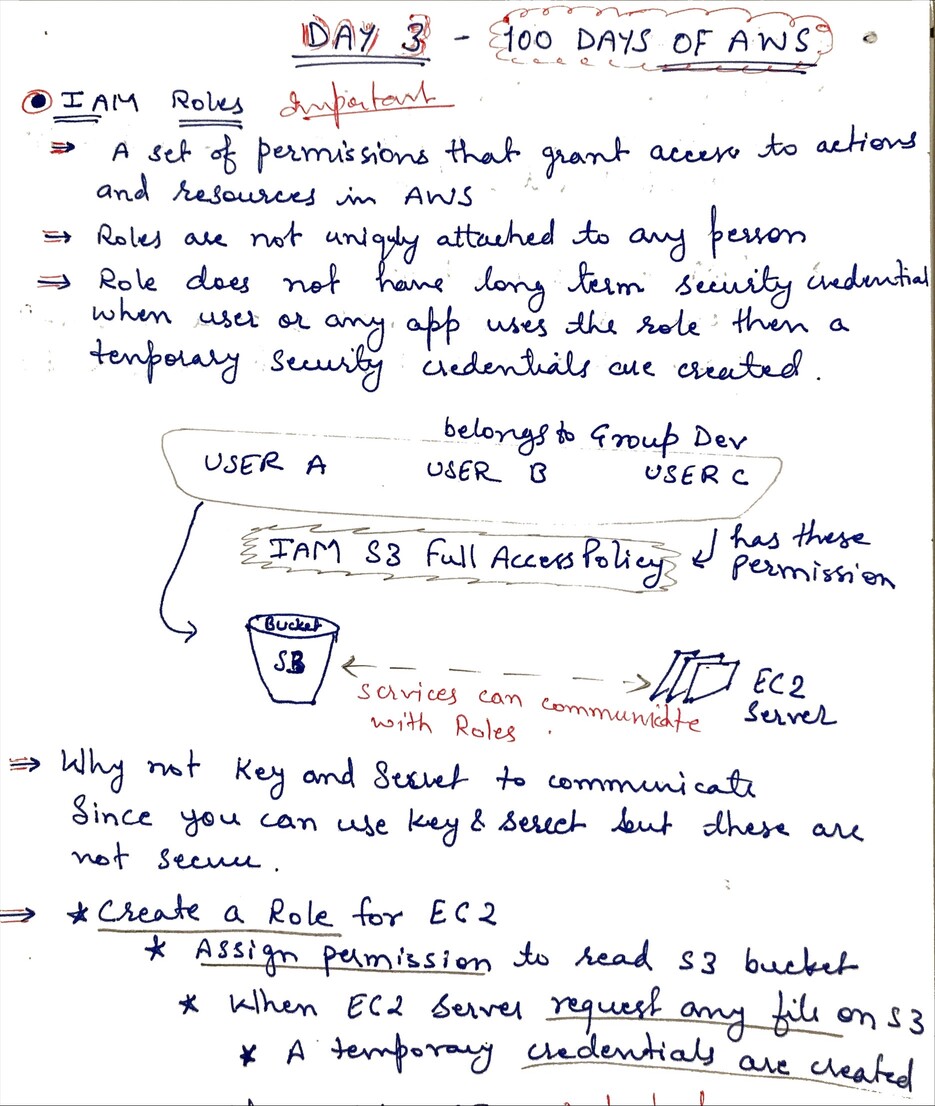 DAY 3 - 100 DAYS OF AWS
IAM Roles Important
⇒ A set of permissions that grant access to actions
and resources in AWS
⇒ Roles are not uniqly attached to any person
⇒ Role does not have long term security credential
when user or any app uses the role then a
temporary security credentials are created.
belongs to Group Dev
USER A USER B USER C
IAM S3 Full Access Policy
has these
permission
Bucket
SB
EC2
Server
services can communicate
with Roles.
⇒ Why not Key and Secret to communicate
Since you can use key & serect but these are
not secure.
⇒ * Create a Role for EC2
* Assign permission to read S3 bucket
* When EC2 Server request any file on S3
* A temporary credentials are created